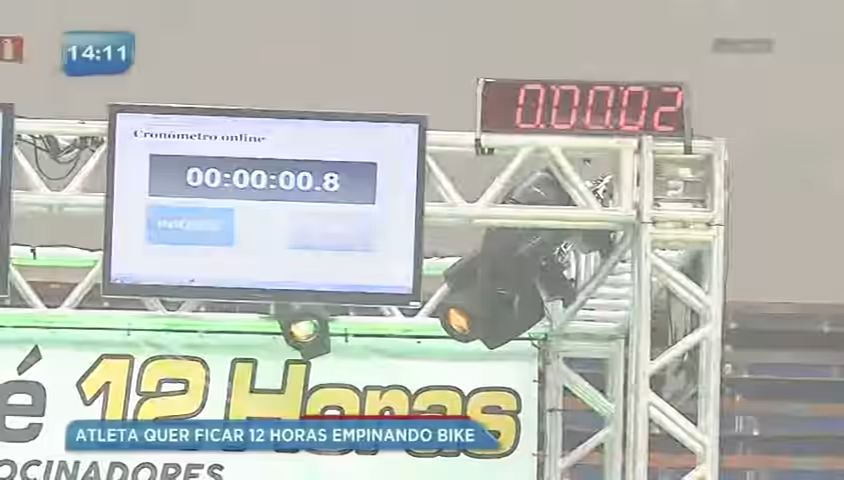 14:11
0:00:02
Cronômetro online
00:00:00.8
é 12 Horas
ATLETA QUER FICAR 12 HORAS EMPINANDO BIKE
OCINADORES